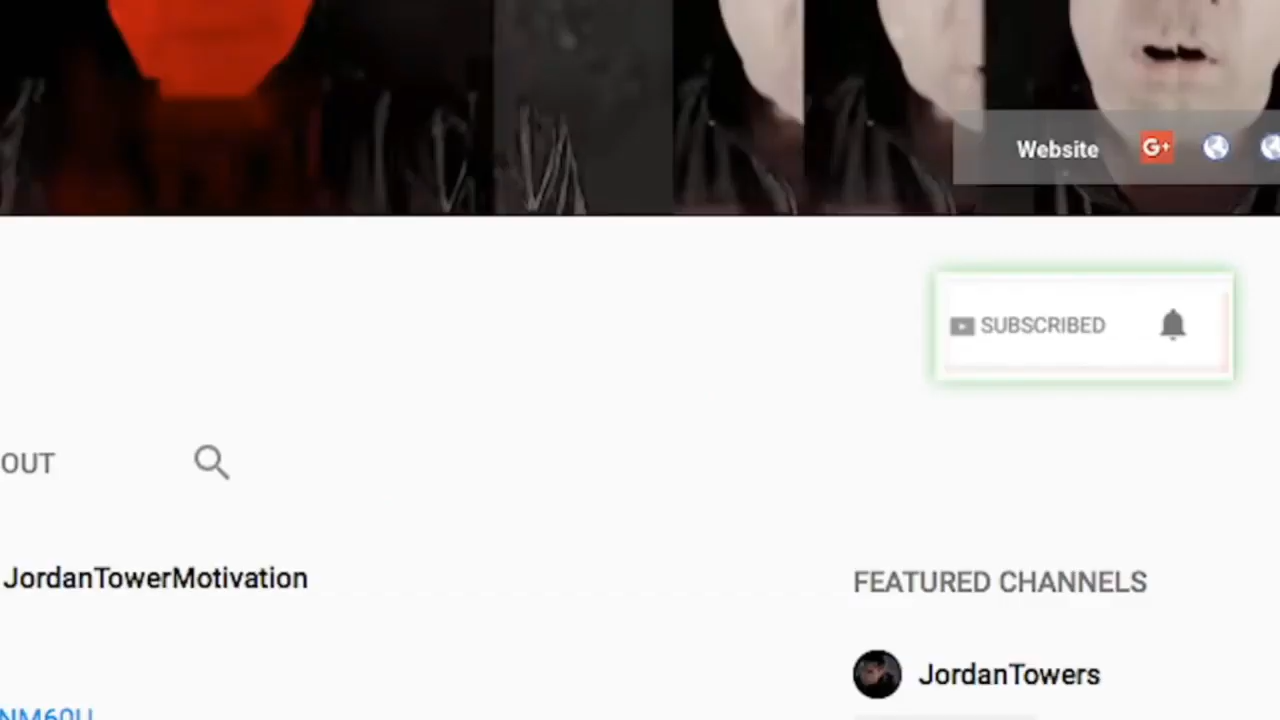 Website G+
SUBSCRIBED
OUT
JordanTowerMotivation
FEATURED CHANNELS
JordanTowers